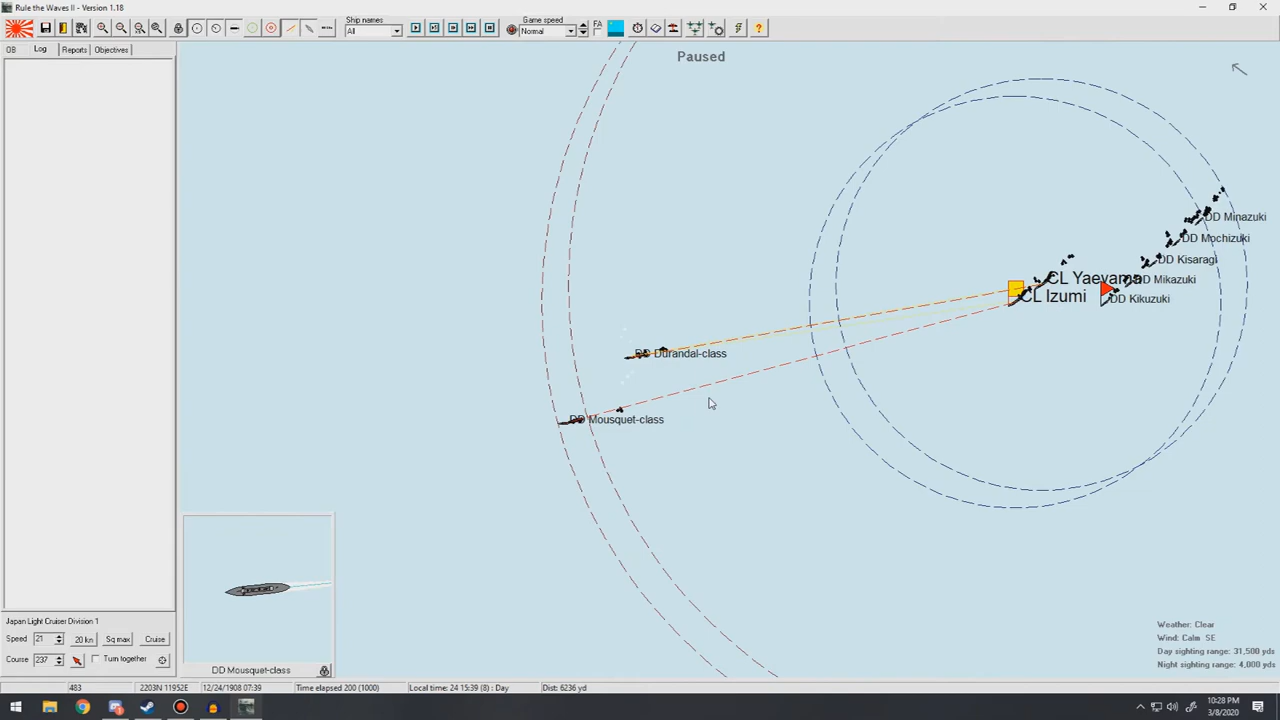 Rule the Waves II - Version 1.18
Ship names
All
Game speed
Normal
FA
OB Log Reports Objectives
Paused
DD Minazuki
DD Mochizuki
DD Kisaragi
CL Yaeyama
DD Mikazuki
CL Izumi
DD Kikuzuki
DD Durandal-class
DD Mousquet-class
DD Mousquet-class
Japan Light Cruiser Division 1
Speed 21 20 kn Sq max Cruise
Course 237 Turn together
Weather: Clear
Wind: Calm SE
Day sighting range: 31,500 yds
Night sighting range: 4,000 yds
483 2203N 11952E 12/24/1908 07:39 Time elapsed 200 (1000) Local time: 24 15:39 (8) : Day Dist: 6236 yd
10:28 PM
3/8/2020